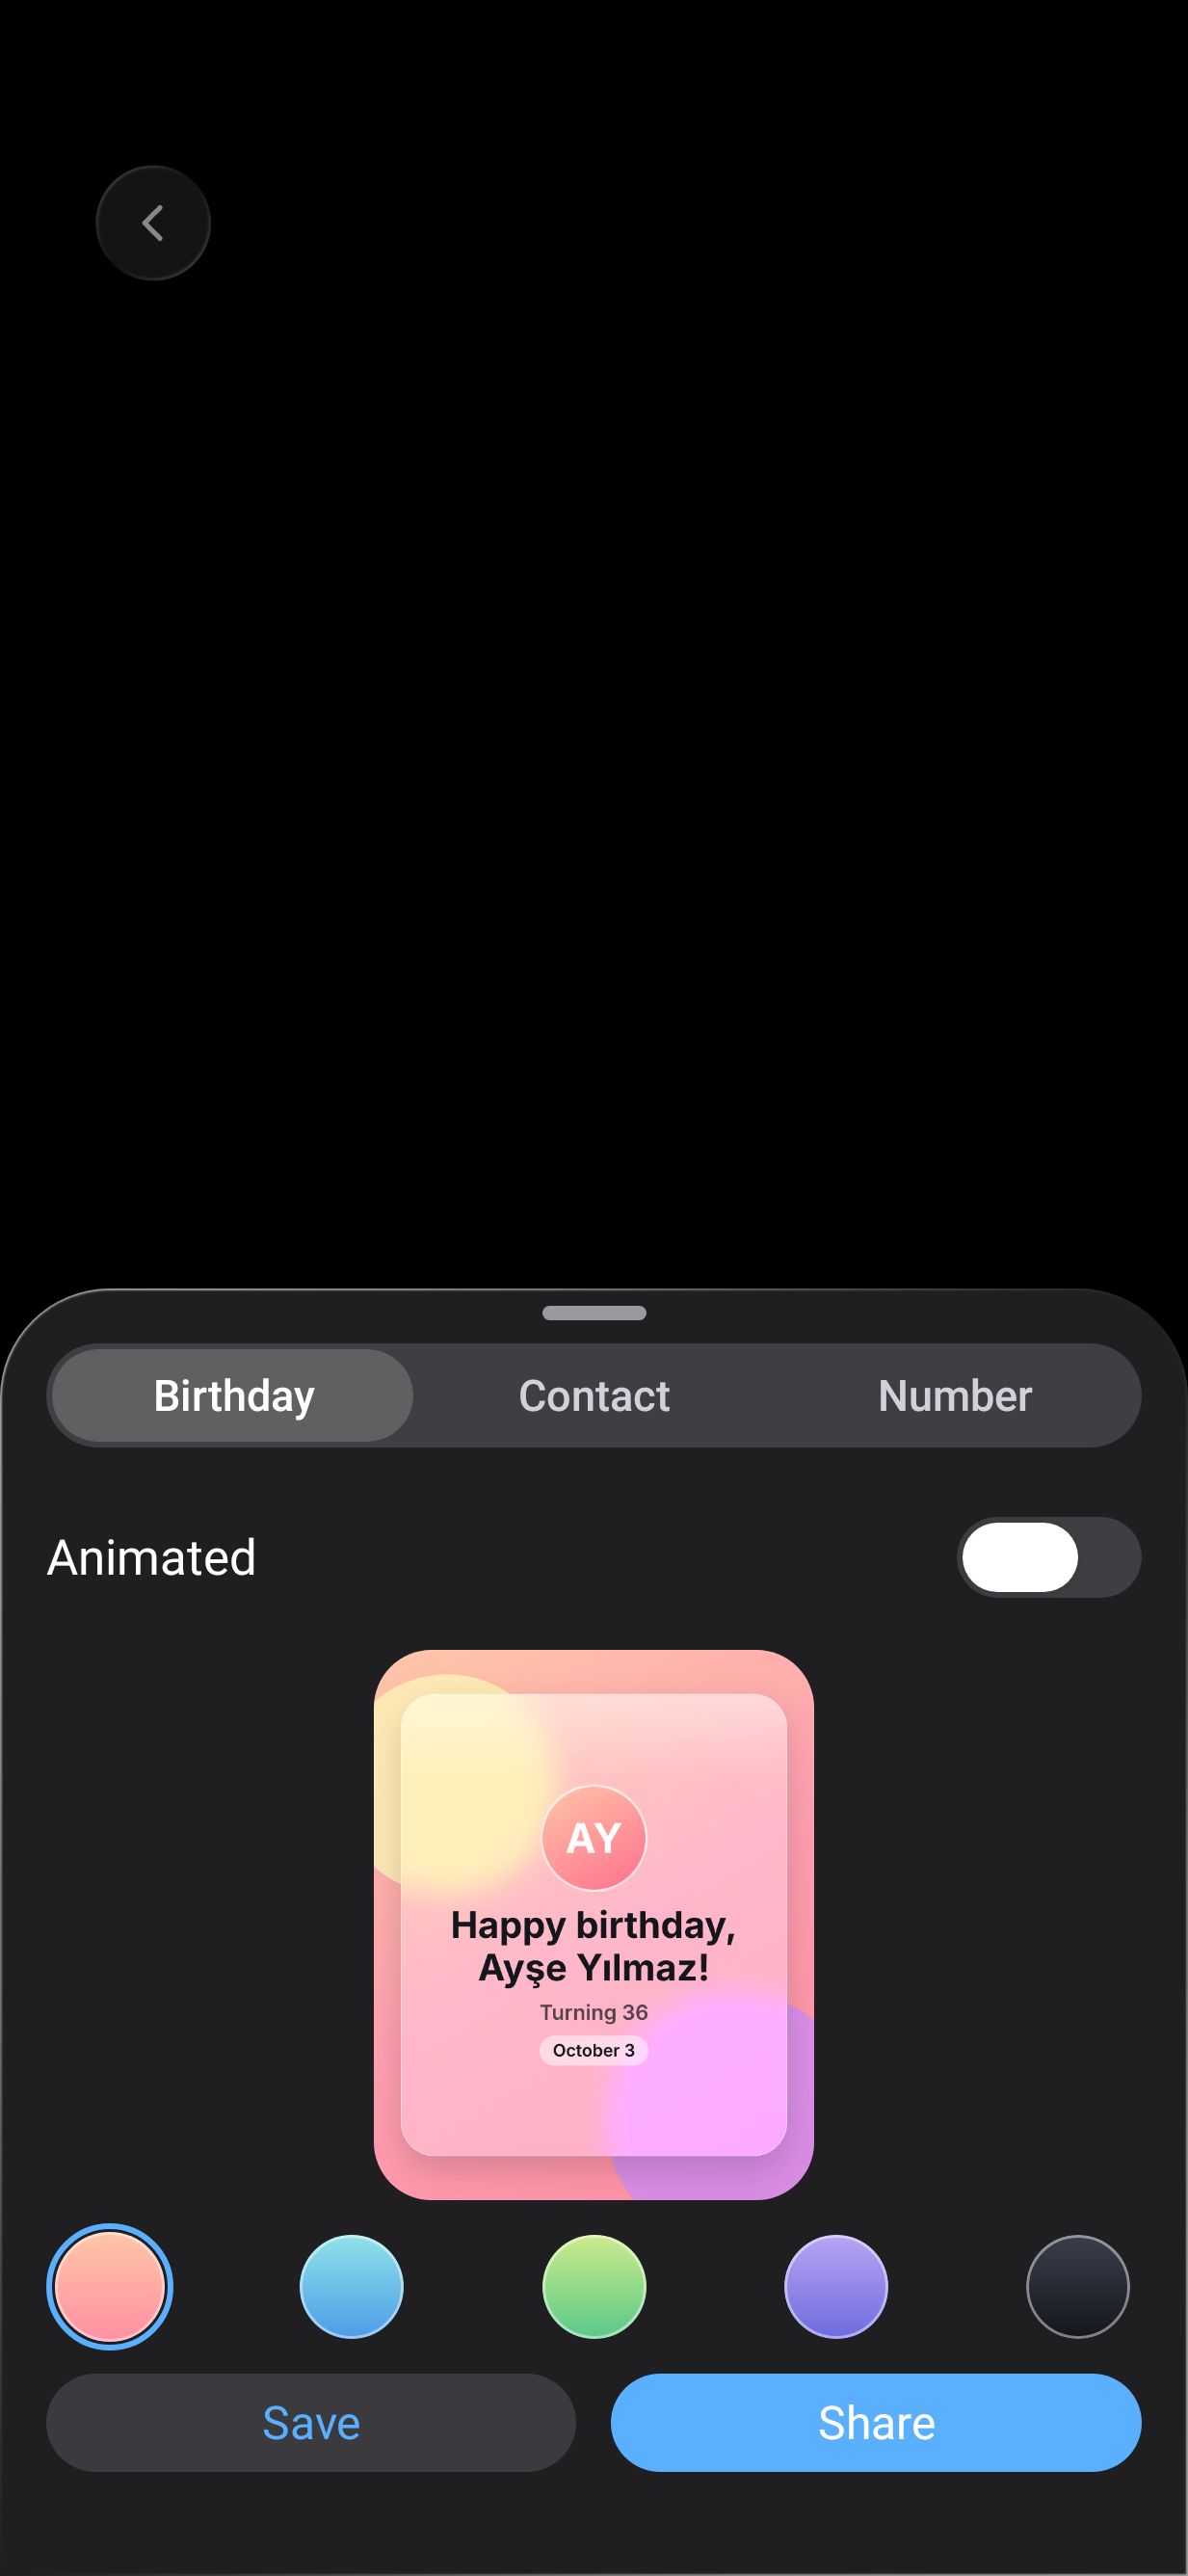 Birthday
Contact
Number
Animated
AY
Happy birthday,
Ayşe Yılmaz!
Turning 36
October 3
Save
Share